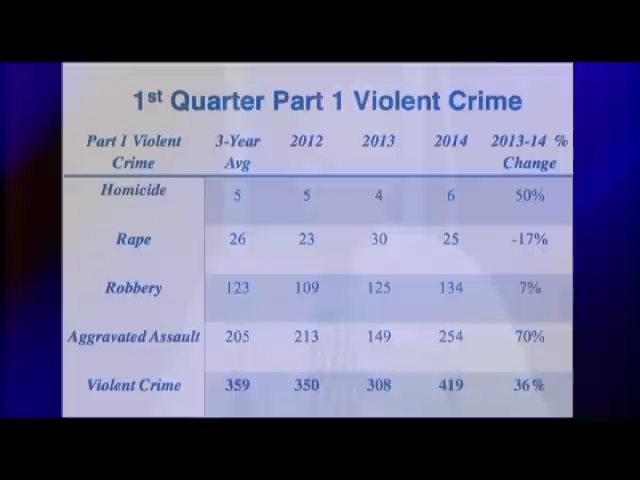 1st Quarter Part 1 Violent Crime
Part 1 Violent Crime 3-Year Avg 2012 2013 2014 2013-14 % Change
Homicide 5 5 4 6 50%
Rape 26 23 30 25 -17%
Robbery 123 109 125 134 7%
Aggravated Assault 205 213 149 254 70%
Violent Crime 359 350 308 419 36%